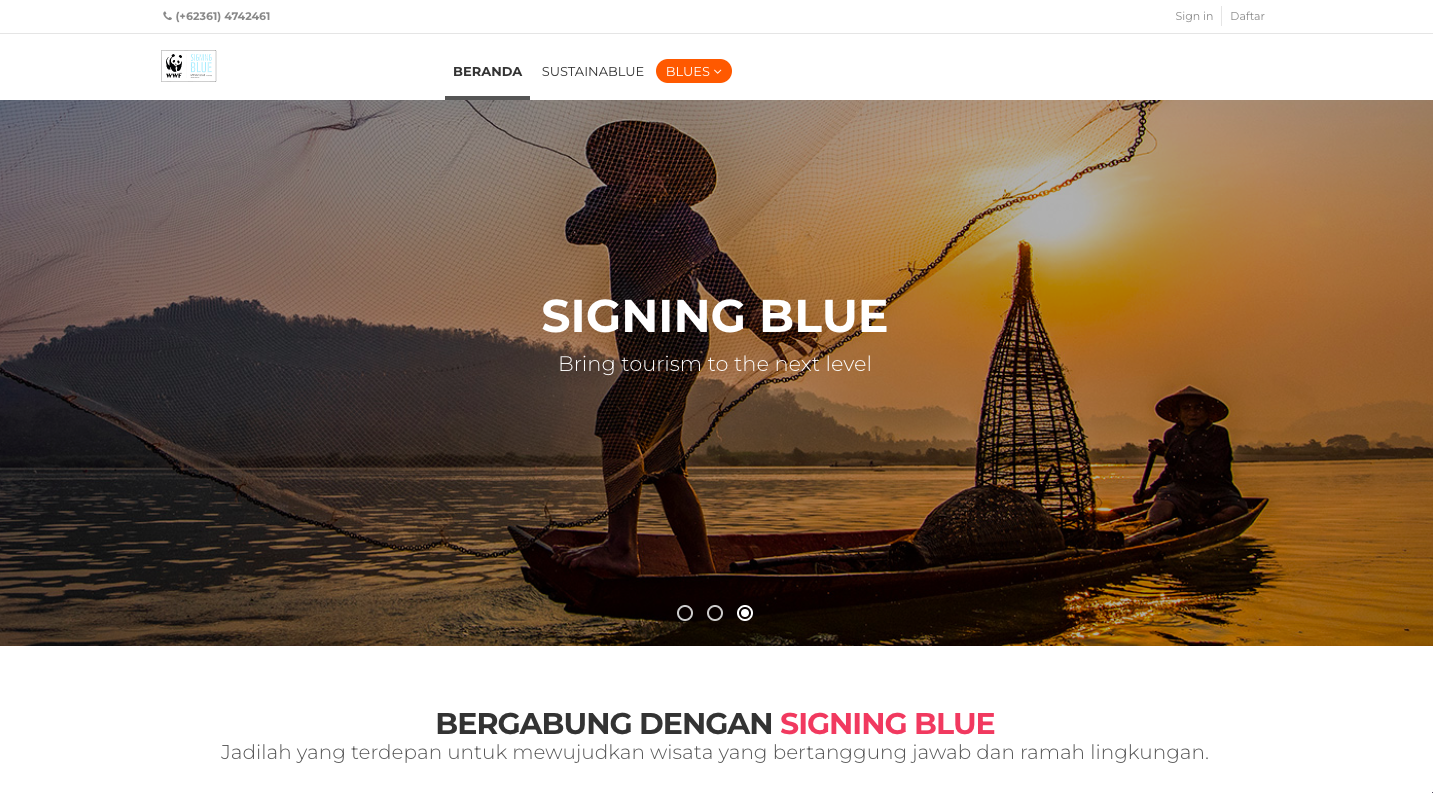 (+62361) 4742461
Sign in
Daftar
WWF
SIGNING
BLUE
BERANDA
SUSTAINABLUE
BLUES
SIGNING BLUE
Bring tourism to the next level
BERGABUNG DENGAN SIGNING BLUE
Jadilah yang terdepan untuk mewujudkan wisata yang bertanggung jawab dan ramah lingkungan.